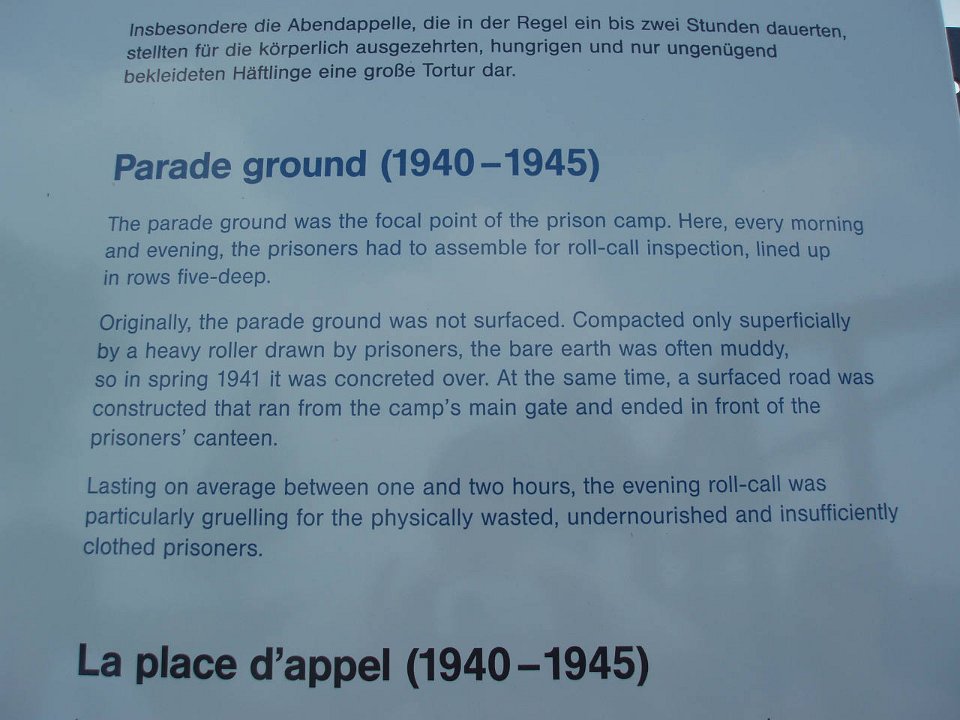 Insbesondere die Abendappelle, die in der Regel ein bis zwei Stunden dauerten,
stellten für die körperlich ausgezehrten, hungrigen und nur ungenügend
bekleideten Häftlinge eine große Tortur dar.
Parade ground (1940–1945)
The parade ground was the focal point of the prison camp. Here, every morning
and evening, the prisoners had to assemble for roll-call inspection, lined up
in rows five-deep.
Originally, the parade ground was not surfaced. Compacted only superficially
by a heavy roller drawn by prisoners, the bare earth was often muddy,
so in spring 1941 it was concreted over. At the same time, a surfaced road was
constructed that ran from the camp's main gate and ended in front of the
prisoners' canteen.
Lasting on average between one and two hours, the evening roll-call was
particularly gruelling for the physically wasted, undernourished and insufficiently
clothed prisoners.
La place d'appel (1940–1945)